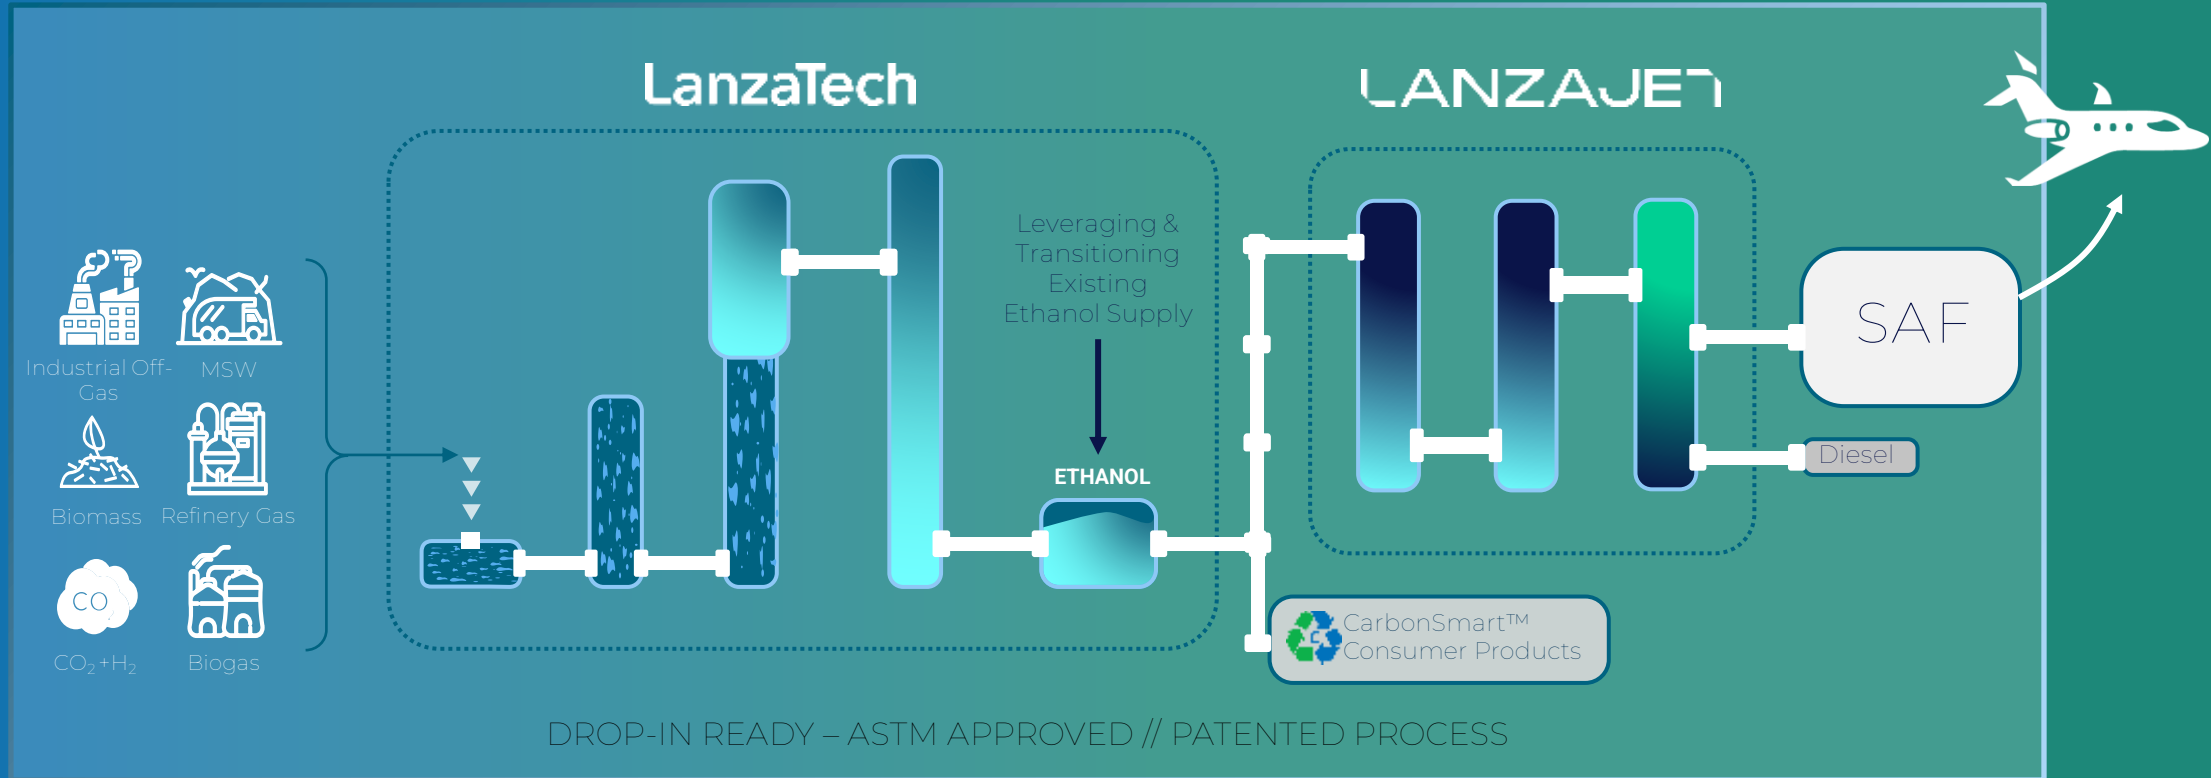 LanzaTech
LANZAJET
Leveraging &
Transitioning
Existing
Ethanol Supply
ETHANOL
Industrial Off-
Gas
MSW
Biomass
Refinery Gas
CO
CO₂+H₂
Biogas
SAF
Diesel
C
CarbonSmart™
Consumer Products
DROP-IN READY – ASTM APPROVED // PATENTED PROCESS